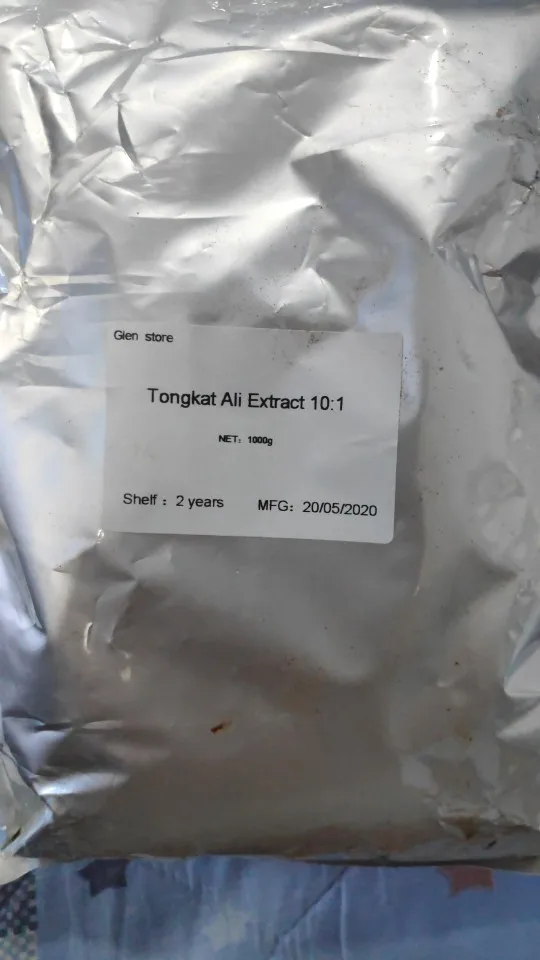 Glen store
Tongkat Ali Extract 10:1
NET: 1000g
Shelf : 2 years MFG: 20/05/2020